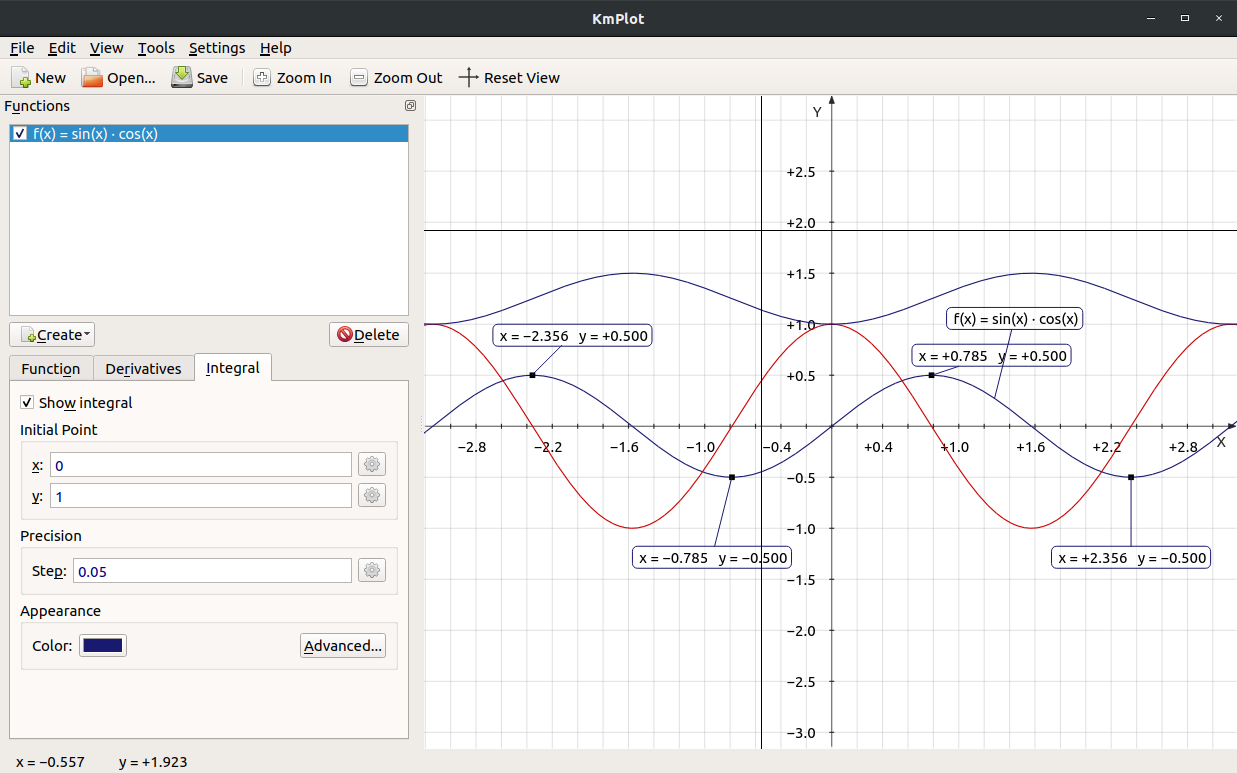 KmPlot
File Edit View Tools Settings Help
New Open... Save Zoom In Zoom Out Reset View
Functions
f(x) = sin(x) · cos(x)
Create
Delete
Function Derivatives Integral
Show integral
Initial Point
x: 0
y: 1
Precision
Step: 0.05
Appearance
Color: Advanced...
x = −0.557 y = +1.923
Y
+2.5
+2.0
+1.5
+1.0
f(x) = sin(x) · cos(x)
x = −2.356 y = +0.500
x = +0.785 y = +0.500
+0.5
−2.8 −2.2 −1.6 −1.0 −0.4 +0.4 +1.0 +1.6 +2.2 +2.8 X
−0.5
−1.0
x = −0.785 y = −0.500
x = +2.356 y = −0.500
−1.5
−2.0
−2.5
−3.0